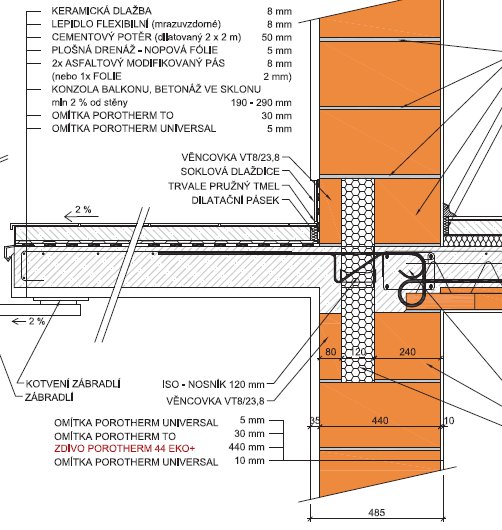 KERAMICKÁ DLAŽBA 8 mm
LEPIDLO FLEXIBILNÍ (mrazuvzdorné) 8 mm
CEMENTOVÝ POTĚR (dilatovaný 2 x 2 m) 50 mm
PLOŠNÁ DRENÁŽ - NOPOVÁ FÓLIE 5 mm
2x ASFALTOVÝ MODIFIKOVANÝ PÁS 8 mm
(nebo 1x FOLIE 2 mm)
KONZOLA BALKONU, BETONÁŽ VE SKLONU
min 2 % od stěny 190 - 290 mm
OMÍTKA POROTHERM TO 30 mm
OMÍTKA POROTHERM UNIVERSAL 5 mm
VĚNCOVKA VT8/23,8
SOKLOVÁ DLAŽDICE
TRVALE PRUŽNÝ TMEL
DILATAČNÍ PÁSEK
2 %
2 %
80 120 240
KOTVENÍ ZÁBRADLÍ
ZÁBRADLÍ
ISO - NOSNÍK 120 mm
VĚNCOVKA VT8/23,8
OMÍTKA POROTHERM UNIVERSAL 5 mm
OMÍTKA POROTHERM TO 30 mm
ZDIVO POROTHERM 44 EKO+ 440 mm
OMÍTKA POROTHERM UNIVERSAL 10 mm
35 440 10
485